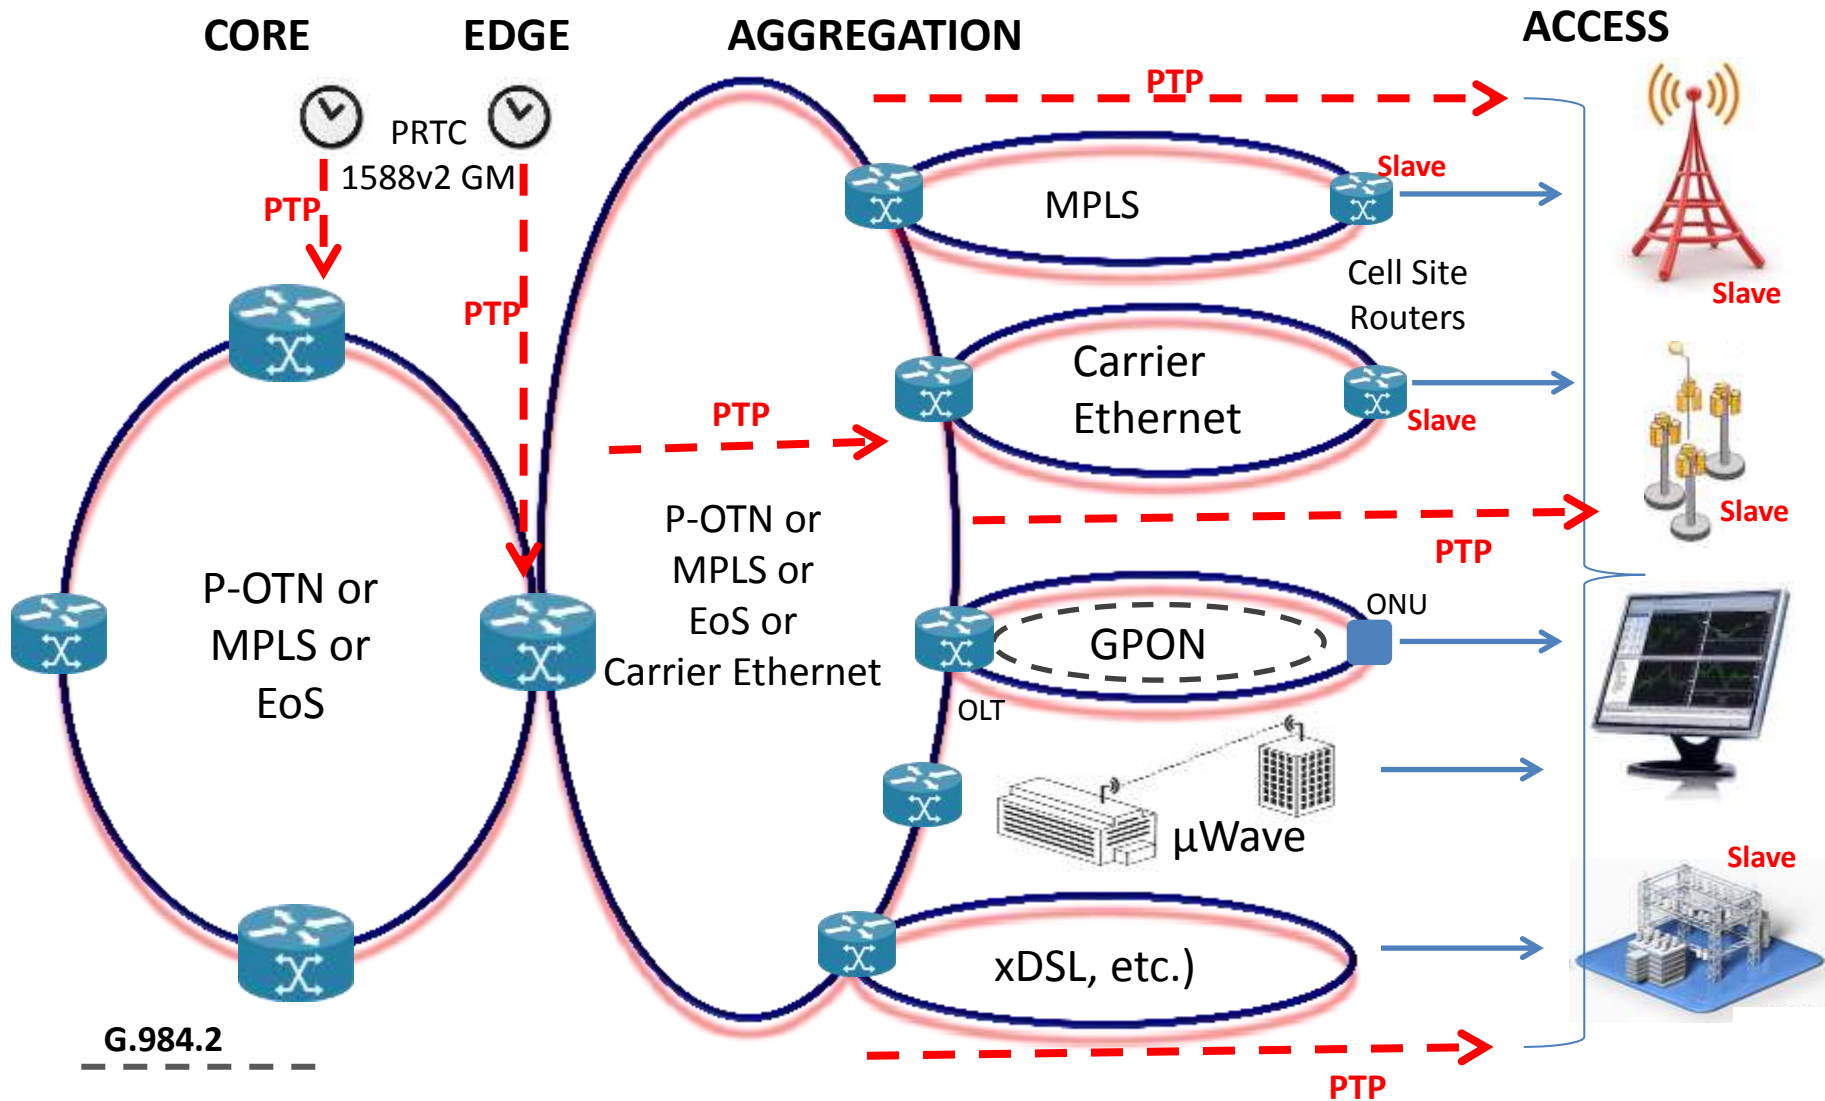 CORE
EDGE
AGGREGATION
ACCESS
PTP
PRTC
1588v2 GM
PTP
PTP
MPLS
Slave
Cell Site
Routers
Slave
Carrier
Ethernet
Slave
PTP
P-OTN or
MPLS or
EoS or
Carrier Ethernet
Slave
PTP
P-OTN or
MPLS or
EoS
GPON
ONU
OLT
µWave
Slave
xDSL, etc.)
G.984.2
PTP